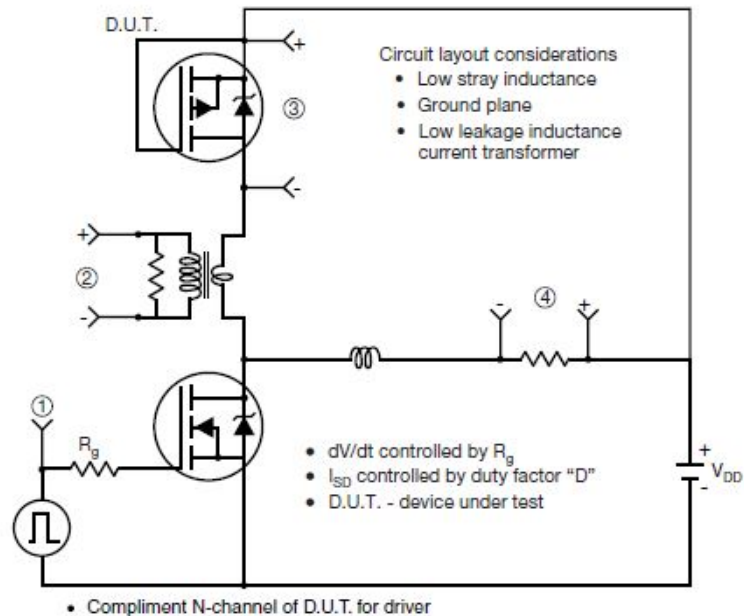 D.U.T.
+
Circuit layout considerations
• Low stray inductance
③
• Ground plane
• Low leakage inductance
current transformer
-
+
②
-
- ④ +
①
Rg
• dV/dt controlled by Rg
• ISD controlled by duty factor "D"
• D.U.T. - device under test
+
VDD
-
• Compliment N-channel of D.U.T. for driver